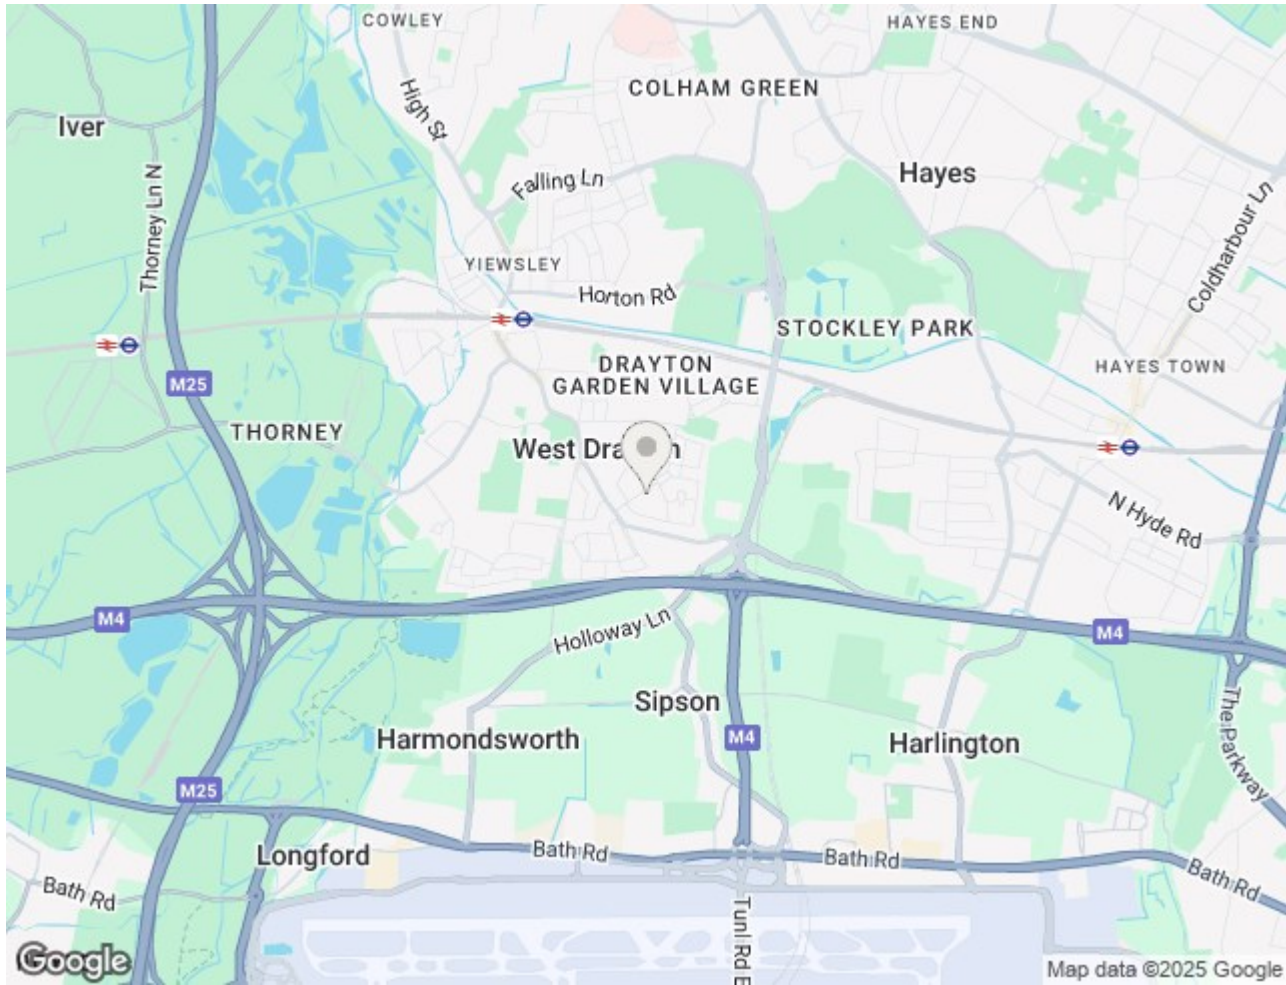 COWLEY
HAYES END
COLHAM GREEN
High St
Iver
Hayes
Falling Ln
Thorney Ln N
Coldharbour Ln
YIEWSLEY
Horton Rd
STOCKLEY PARK
DRAYTON
GARDEN VILLAGE
HAYES TOWN
M25
THORNEY
West Dra n
N Hyde Rd
M4
Holloway Ln
M4
Sipson
The Parkway
Harmondsworth
M4
Harlington
M25
Longford
Bath Rd
Bath Rd
Bath Rd
Bath Rd
Tunl Rd E
Google
Map data ©2025 Google